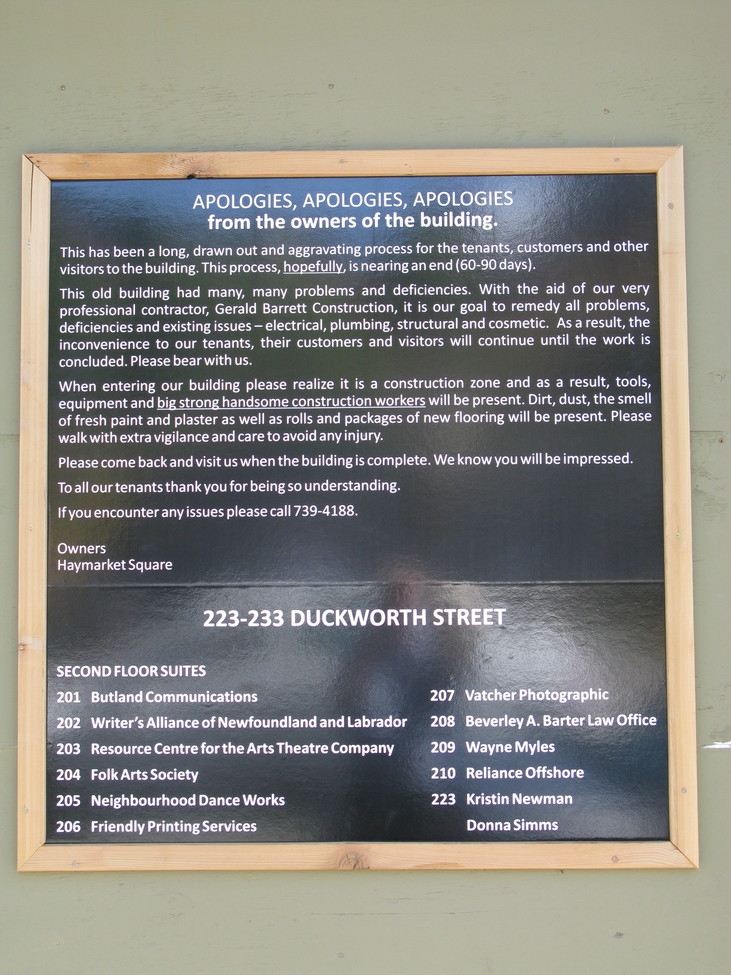 APOLOGIES, APOLOGIES, APOLOGIES
from the owners of the building.
This has been a long, drawn out and aggravating process for the tenants, customers and other
visitors to the building. This process, hopefully, is nearing an end (60-90 days).
This old building had many, many problems and deficiencies. With the aid of our very
professional contractor, Gerald Barrett Construction, it is our goal to remedy all problems,
deficiencies and existing issues – electrical, plumbing, structural and cosmetic. As a result, the
inconvenience to our tenants, their customers and visitors will continue until the work is
concluded. Please bear with us.
When entering our building please realize it is a construction zone and as a result, tools,
equipment and big strong handsome construction workers will be present. Dirt, dust, the smell
of fresh paint and plaster as well as rolls and packages of new flooring will be present. Please
walk with extra vigilance and care to avoid any injury.
Please come back and visit us when the building is complete. We know you will be impressed.
To all our tenants thank you for being so understanding.
If you encounter any issues please call 739-4188.
Owners
Haymarket Square
223-233 DUCKWORTH STREET
SECOND FLOOR SUITES
201 Butland Communications
202 Writer's Alliance of Newfoundland and Labrador
203 Resource Centre for the Arts Theatre Company
204 Folk Arts Society
205 Neighbourhood Dance Works
206 Friendly Printing Services
207 Vatcher Photographic
208 Beverley A. Barter Law Office
209 Wayne Myles
210 Reliance Offshore
223 Kristin Newman
Donna Simms